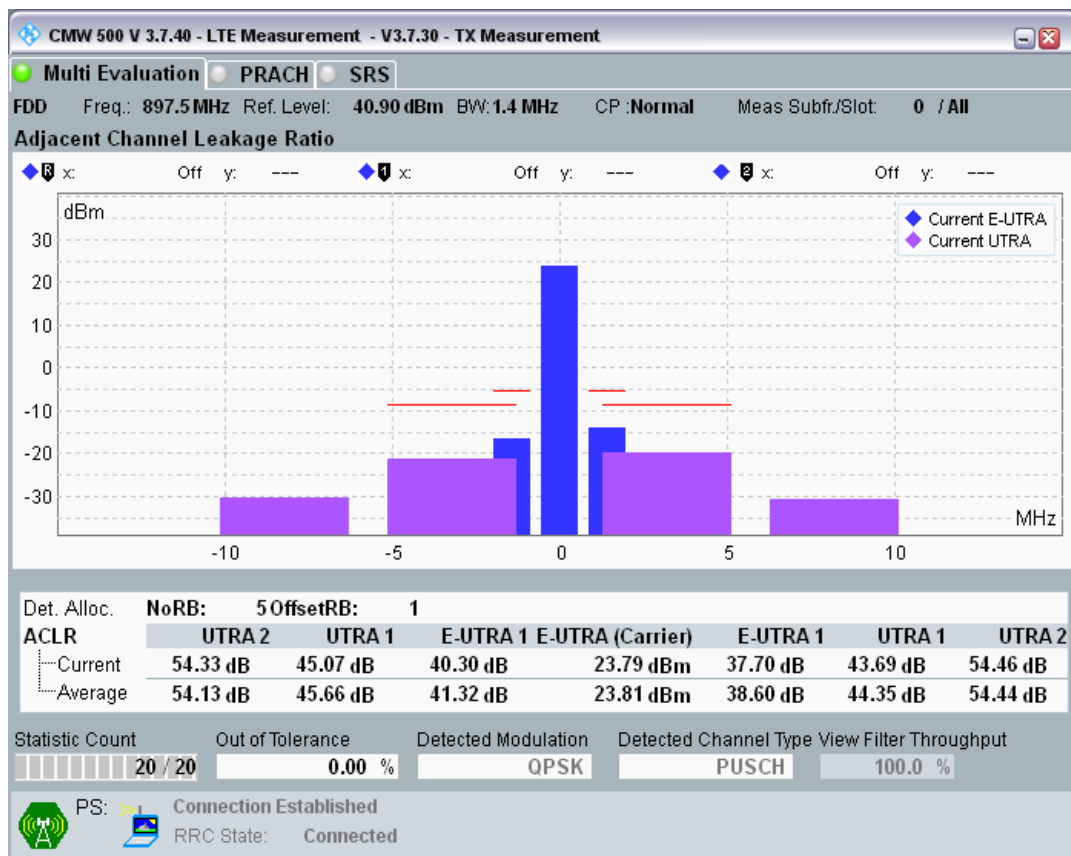 CMW 500 V 3.7.40 - LTE Measurement - V3.7.30 - TX Measurement
Multi Evaluation PRACH SRS
FDD Freq.: 897.5 MHz Ref. Level: 40.90 dBm BW: 1.4 MHz CP :Normal Meas Subfr./Slot: 0 / All
Adjacent Channel Leakage Ratio
R x: Off y: --- 1 x: Off y: --- 2 x: Off y: ---
dBm
Current E-UTRA
Current UTRA
30
20
10
0
-10
-20
-30
MHz
-10 -5 0 5 10
Det. Alloc. NoRB: 5 OffsetRB: 1
ACLR UTRA 2 UTRA 1 E-UTRA 1 E-UTRA (Carrier) E-UTRA 1 UTRA 1 UTRA 2
Current 54.33 dB 45.07 dB 40.30 dB 23.79 dBm 37.70 dB 43.69 dB 54.46 dB
Average 54.13 dB 45.66 dB 41.32 dB 23.81 dBm 38.60 dB 44.35 dB 54.44 dB
Statistic Count Out of Tolerance Detected Modulation Detected Channel Type View Filter Throughput
20 / 20 0.00 % QPSK PUSCH 100.0 %
PS: Connection Established
RRC State: Connected